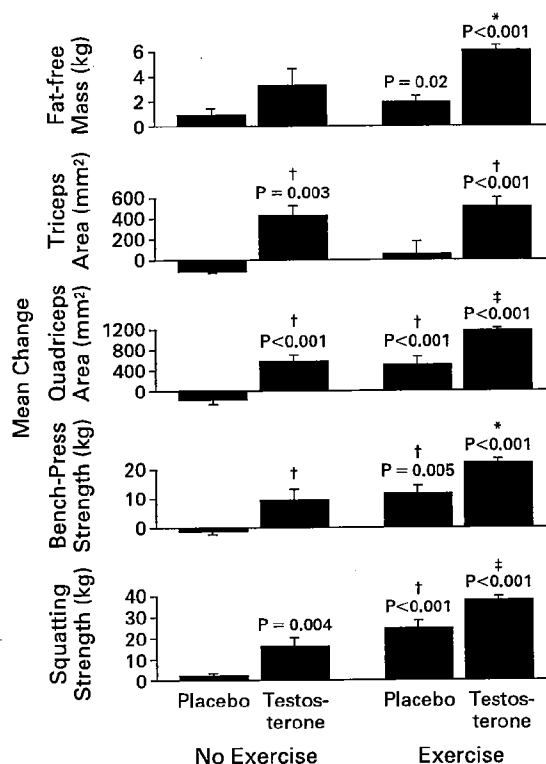 Mean Change
Fat-free
Mass (kg)
6
4
2
0
P = 0.02
*
P<0.001
Triceps
Area (mm²)
600
400
200
0
†
P = 0.003
†
P<0.001
Quadriceps
Area (mm²)
1200
800
400
0
†
P<0.001
†
P<0.001
‡
P<0.001
Bench-Press
Strength (kg)
20
10
0
†
†
P = 0.005
*
P<0.001
Squatting
Strength (kg)
40
30
20
10
0
P = 0.004
†
P<0.001
‡
P<0.001
Placebo
Testos-
terone
Placebo
Testos-
terone
No Exercise
Exercise